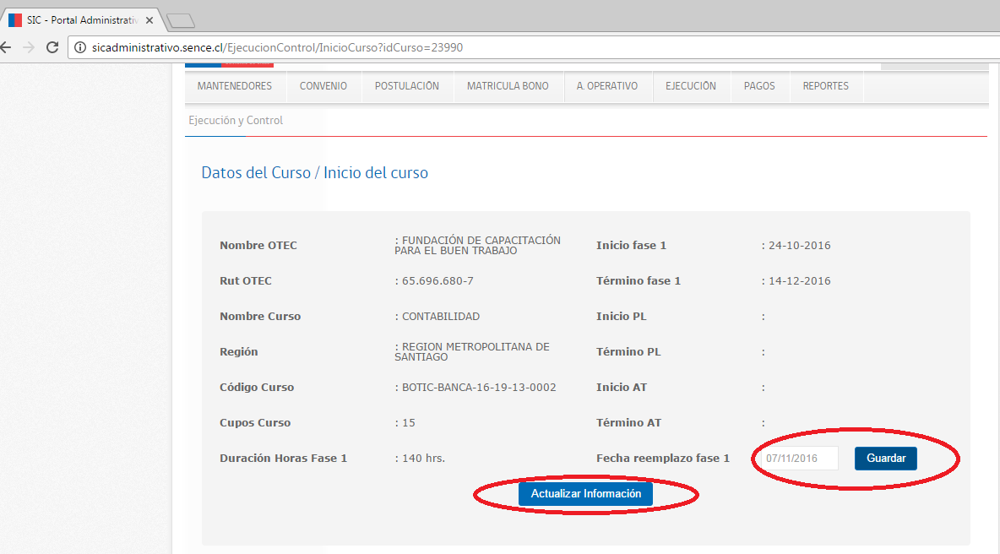 SIC - Portal Administrativ
sicadministrativo.sence.cl/EjecucionControl/InicioCurso?idCurso=23990
MANTENEDORES CONVENIO POSTULACIÓN MATRICULA BONO A. OPERATIVO EJECUCIÓN PAGOS REPORTES
Ejecución y Control
Datos del Curso / Inicio del curso
Nombre OTEC : FUNDACIÓN DE CAPACITACIÓN
PARA EL BUEN TRABAJO Inicio fase 1 : 24-10-2016
Rut OTEC : 65.696.680-7 Término fase 1 : 14-12-2016
Nombre Curso : CONTABILIDAD Inicio PL :
Región : REGION METROPOLITANA DE
SANTIAGO Término PL :
Código Curso : BOTIC-BANCA-16-19-13-0002 Inicio AT :
Cupos Curso : 15 Término AT :
Duración Horas Fase 1 : 140 hrs. Fecha reemplazo fase 1 07/11/2016 Guardar
Actualizar Información